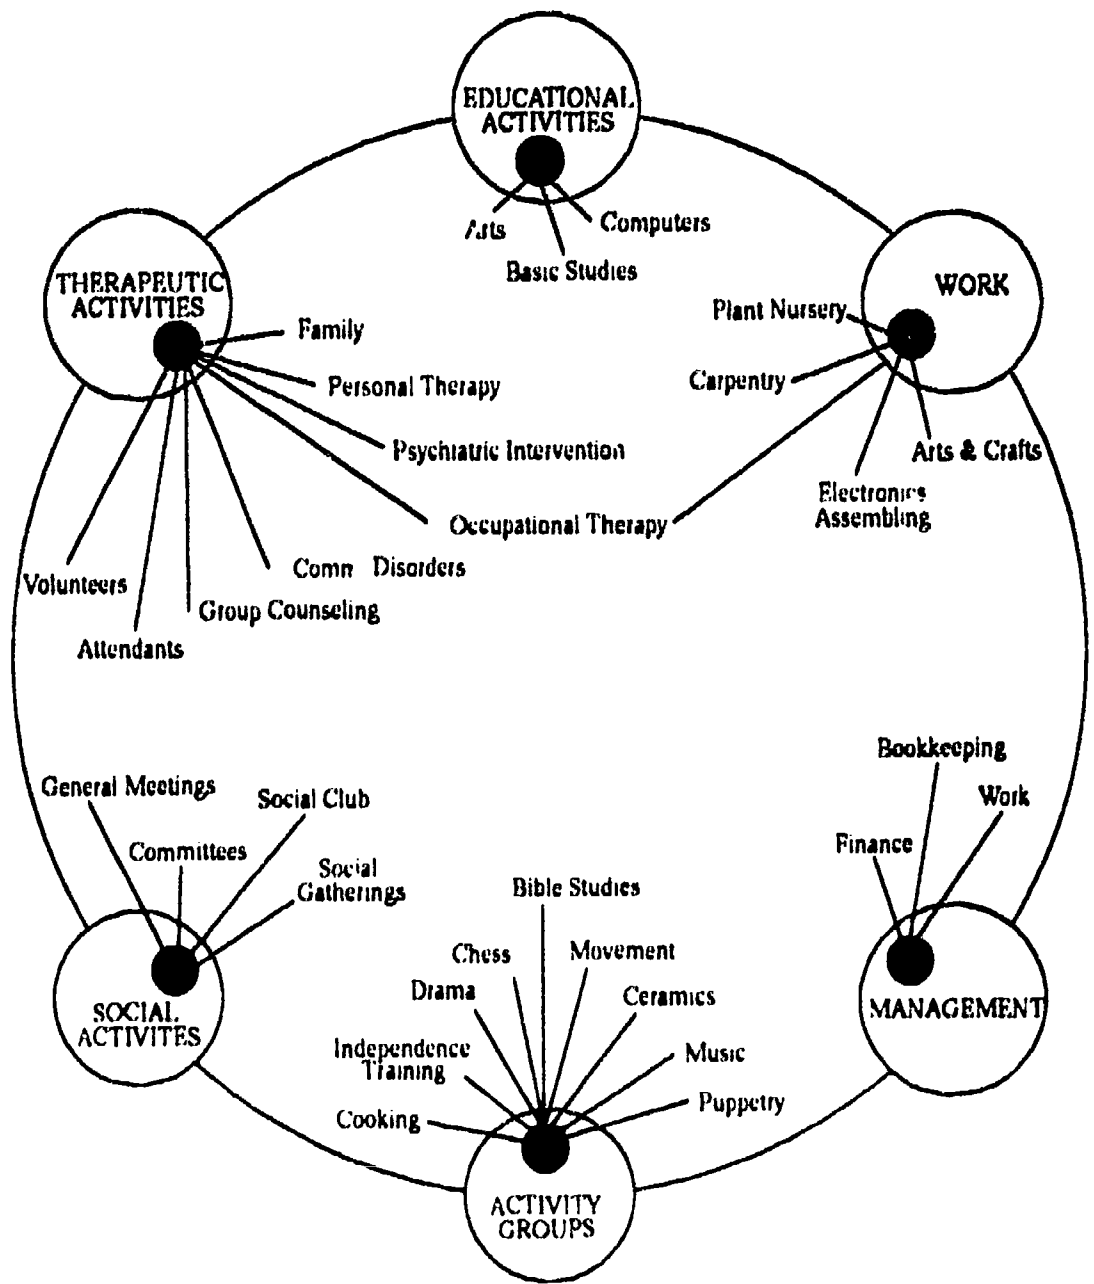 EDUCATIONAL
ACTIVITIES
Arts
Computers
Basic Studies
THERAPEUTIC
ACTIVITIES
Family
Personal Therapy
Psychiatric Intervention
Occupational Therapy
Disorders
Group Counseling
Attendants
Volunteers
WORK
Plant Nursery
Carpentry
Arts & Crafts
Electronics
Assembling
General Meetings
Social Club
Committees
Social
Gatherings
SOCIAL
ACTIVITES
Bible Studies
Chess
Movement
Drama
Ceramics
Independence
Training
Music
Cooking
Puppetry
ACTIVITY
GROUPS
Bookkeeping
Work
Finance
MANAGEMENT